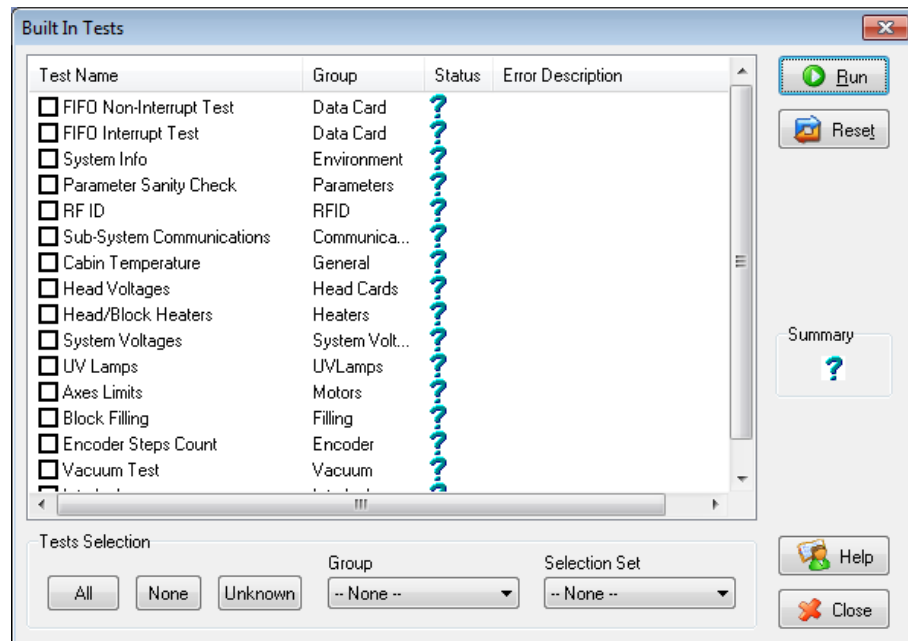 Built In Tests
Test Name Group Status Error Description
FIFO Non-Interrupt Test Data Card ?
FIFO Interrupt Test Data Card ?
System Info Environment ?
Parameter Sanity Check Parameters ?
RF ID RFID ?
Sub-System Communications Communica... ?
Cabin Temperature General ?
Head Voltages Head Cards ?
Head/Block Heaters Heaters ?
System Voltages System Volt... ?
UV Lamps UVLamps ?
Axes Limits Motors ?
Block Filling Filling ?
Encoder Steps Count Encoder ?
Vacuum Test Vacuum ?
Run
Reset
Summary
?
Tests Selection
All None Unknown
Group
-- None --
Selection Set
-- None --
Help
Close